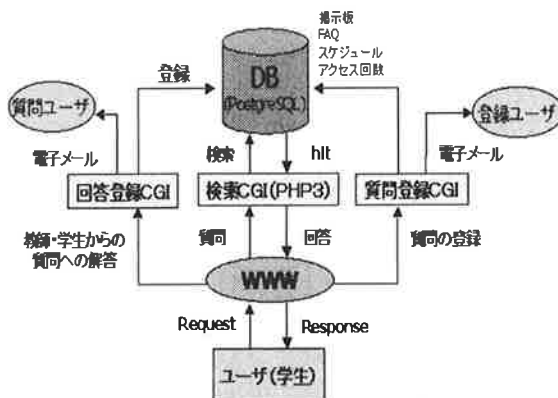 掲示板
FAQ
スケジュール
アクセス回数
登録
DB
(PostgreSQL)
質問ユーザ
登録ユーザ
電子メール
検索
hit
電子メール
回答登録CGI
検索CGI(PHP3)
質問登録CGI
教師・学生からの
質問への解答
質問
回答
質問の登録
WWW
Request
Response
ユーザ(学生)